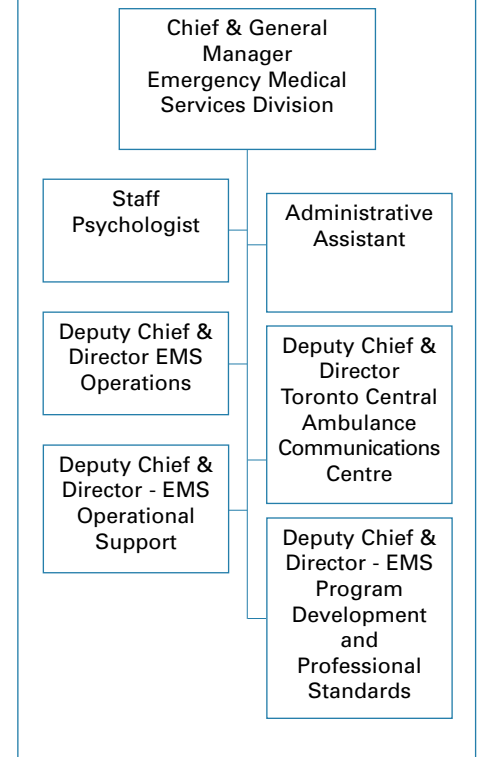 Chief & General
Manager
Emergency Medical
Services Division
Staff
Psychologist
Administrative
Assistant
Deputy Chief &
Director EMS
Operations
Deputy Chief &
Director
Toronto Central
Ambulance
Communications
Centre
Deputy Chief &
Director - EMS
Operational
Support
Deputy Chief &
Director - EMS
Program
Development
and
Professional
Standards